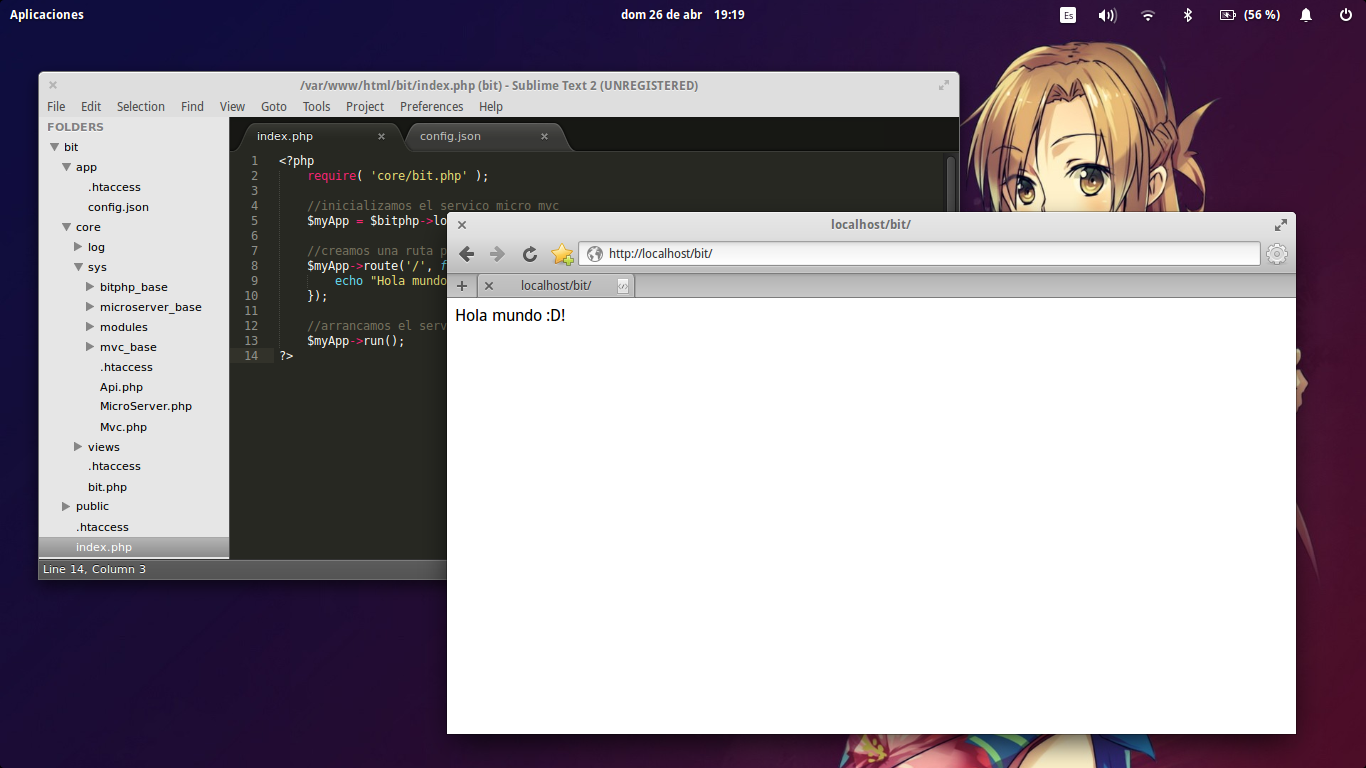 Aplicaciones
dom 26 de abr 19:19
Es
(56 %)
/var/www/html/bit/index.php (bit) - Sublime Text 2 (UNREGISTERED)
File Edit Selection Find View Goto Tools Project Preferences Help
FOLDERS
bit
app
.htaccess
config.json
core
log
sys
bitphp_base
microserver_base
modules
mvc_base
.htaccess
Api.php
MicroServer.php
Mvc.php
views
.htaccess
bit.php
public
.htaccess
index.php
index.php
config.json
1 <?php
2 require( 'core/bit.php' );
3
4 //inicializamos el servico micro mvc
5 $myApp = $bitphp->lo
6
7 //creamos una ruta p
8 $myApp->route('/', f
9 echo "Hola mundo
10 });
11
12 //arrancamos el serv
13 $myApp->run();
14 ?>
Line 14, Column 3
localhost/bit/
http://localhost/bit/
localhost/bit/
Hola mundo :D!